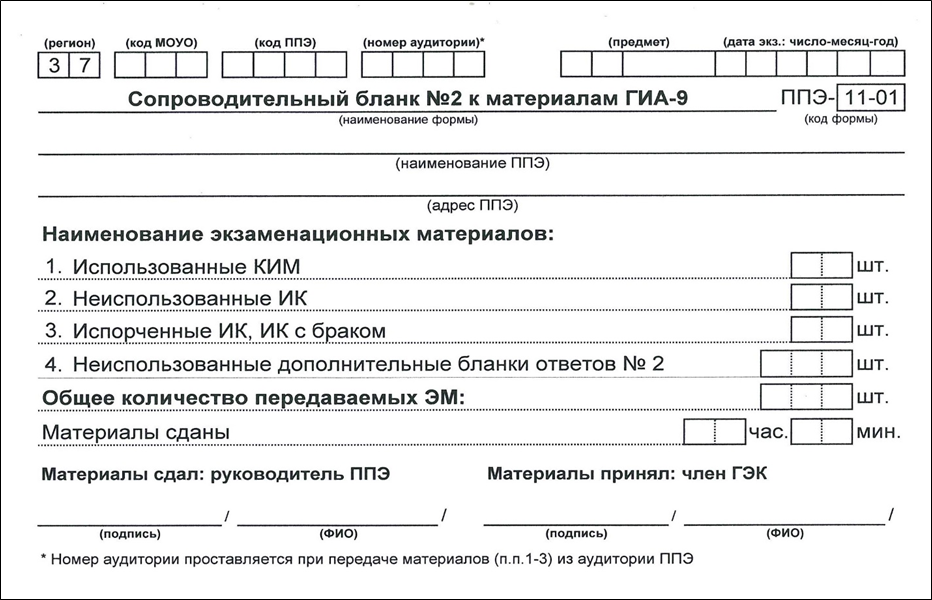 (регион) (код МОУО) (код ППЭ) (номер аудитории)* (предмет) (дата экз.: число-месяц-год)
3 7
Сопроводительный бланк №2 к материалам ГИА-9 ППЭ- 11-01
(наименование формы) (код формы)
(наименование ППЭ)
(адрес ППЭ)
Наименование экзаменационных материалов:
1. Использованные КИМ шт.
2. Неиспользованные ИК шт.
3. Испорченные ИК, ИК с браком шт.
4. Неиспользованные дополнительные бланки ответов № 2 шт.
Общее количество передаваемых ЭМ: шт.
Материалы сданы час. мин.
Материалы сдал: руководитель ППЭ Материалы принял: член ГЭК
/ / / /
(подпись) (ФИО) (подпись) (ФИО)
* Номер аудитории проставляется при передаче материалов (п.п.1-3) из аудитории ППЭ